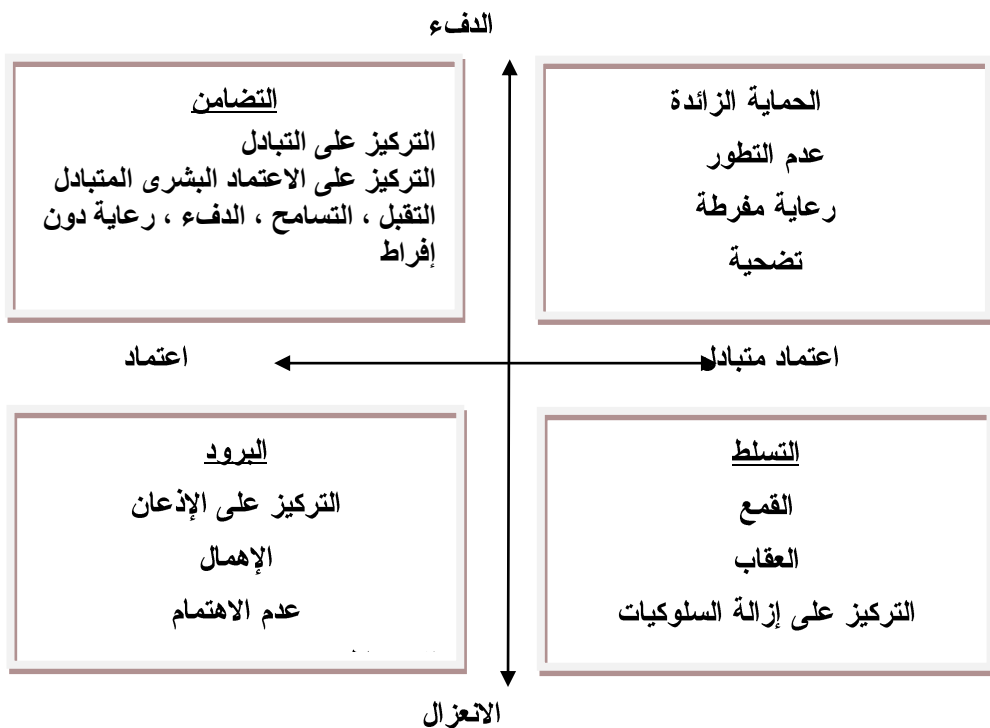 الدفء
الحماية الزائدة
عدم التطور
رعاية مفرطة
تضحية
التضامن
التركيز على التبادل
التركيز على الاعتماد البشرى المتبادل
التقبل ، التسامح ، الدفء ، رعاية دون
إفراط
اعتماد متبادل
اعتماد
التسلط
القمع
العقاب
التركيز على إزالة السلوكيات
البرود
التركيز على الإذعان
الإهمال
عدم الاهتمام
الانعزال